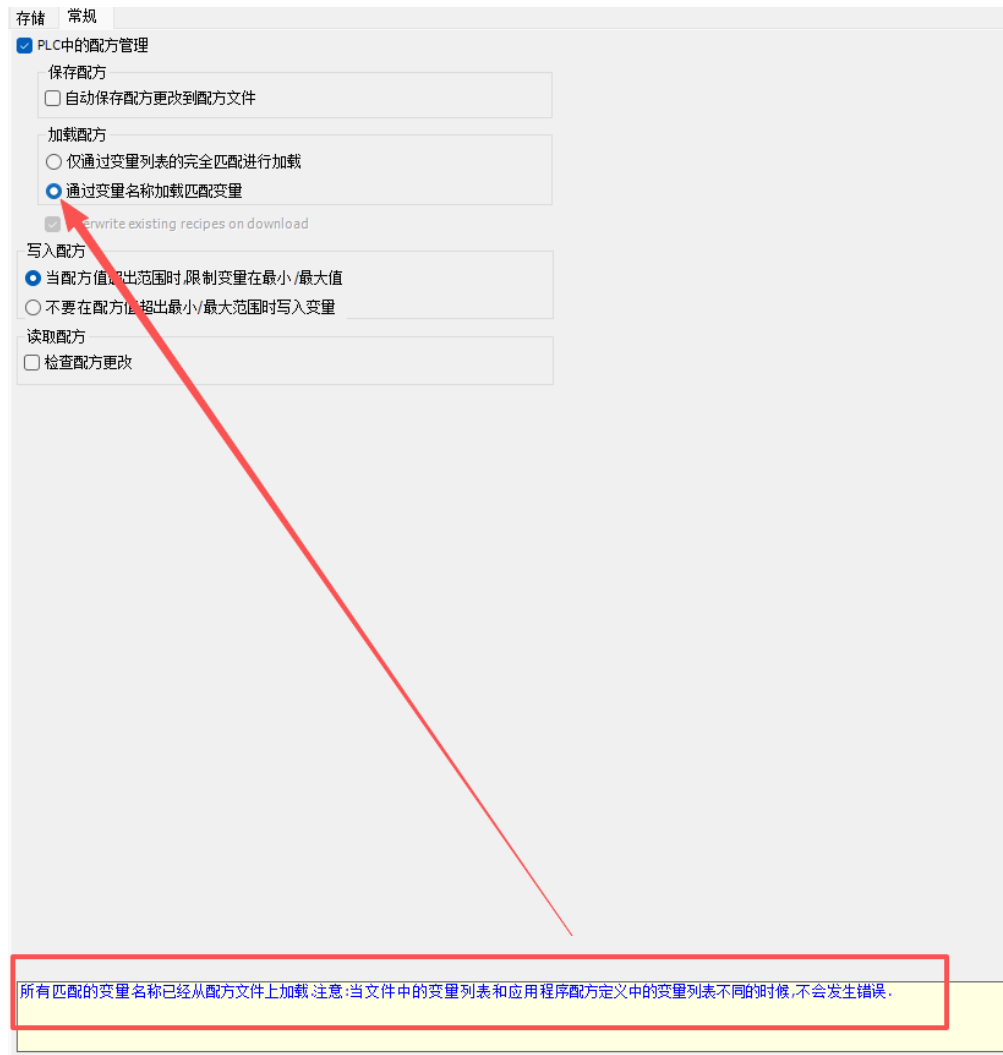 存储 常规
PLC中的配方管理
保存配方
自动保存配方更改到配方文件
加载配方
仅通过变量列表的完全匹配进行加载
通过变量名称加载匹配变量
erwrite existing recipes on download
写入配方
当配方值超出范围时,限制变量在最小/最大值
不要在配方值超出最小/最大范围时写入变量
读取配方
检查配方更改
所有匹配的变量名称已经从配方文件上加载.注意:当文件中的变量列表和应用程序配方定义中的变量列表不同的时候,不会发生错误.